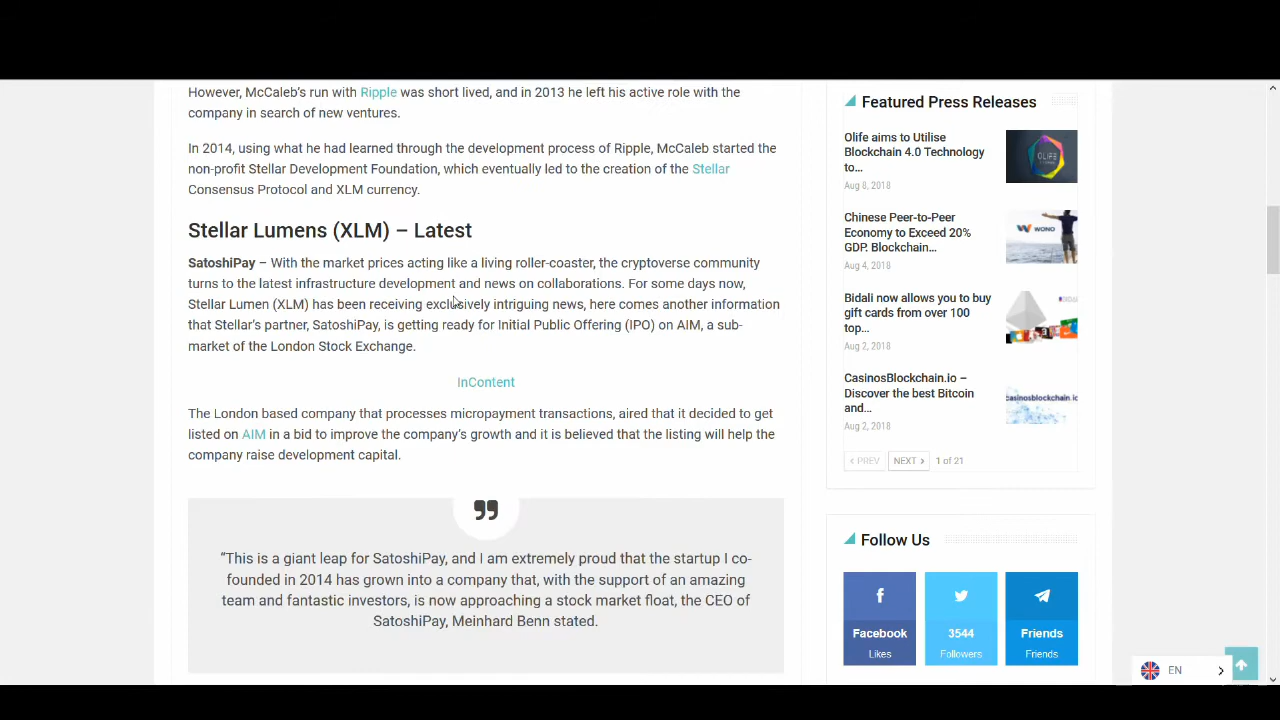 However, McCaleb’s run with Ripple was short lived, and in 2013 he left his active role with the
company in search of new ventures.
In 2014, using what he had learned through the development process of Ripple, McCaleb started the
non-profit Stellar Development Foundation, which eventually led to the creation of the Stellar
Consensus Protocol and XLM currency.
Stellar Lumens (XLM) – Latest
SatoshiPay – With the market prices acting like a living roller-coaster, the cryptoverse community
turns to the latest infrastructure development and news on collaborations. For some days now,
Stellar Lumen (XLM) has been receiving exclusively intriguing news, here comes another information
that Stellar’s partner, SatoshiPay, is getting ready for Initial Public Offering (IPO) on AIM, a sub-
market of the London Stock Exchange.
InContent
The London based company that processes micropayment transactions, aired that it decided to get
listed on AIM in a bid to improve the company’s growth and it is believed that the listing will help the
company raise development capital.
“This is a giant leap for SatoshiPay, and I am extremely proud that the startup I co-
founded in 2014 has grown into a company that, with the support of an amazing
team and fantastic investors, is now approaching a stock market float, the CEO of
SatoshiPay, Meinhard Benn stated.
Featured Press Releases
Olife aims to Utilise
Blockchain 4.0 Technology
to...
Aug 8, 2018
OLIFE
Chinese Peer-to-Peer
Economy to Exceed 20%
GDP. Blockchain...
Aug 4, 2018
WONO
Bidali now allows you to buy
gift cards from over 100
top...
Aug 2, 2018
CasinosBlockchain.io –
Discover the best Bitcoin
and...
Aug 2, 2018
casinosblockchain.io
PREV
NEXT
1 of 21
Follow Us
Facebook
Likes
3544
Followers
Friends
Friends
EN